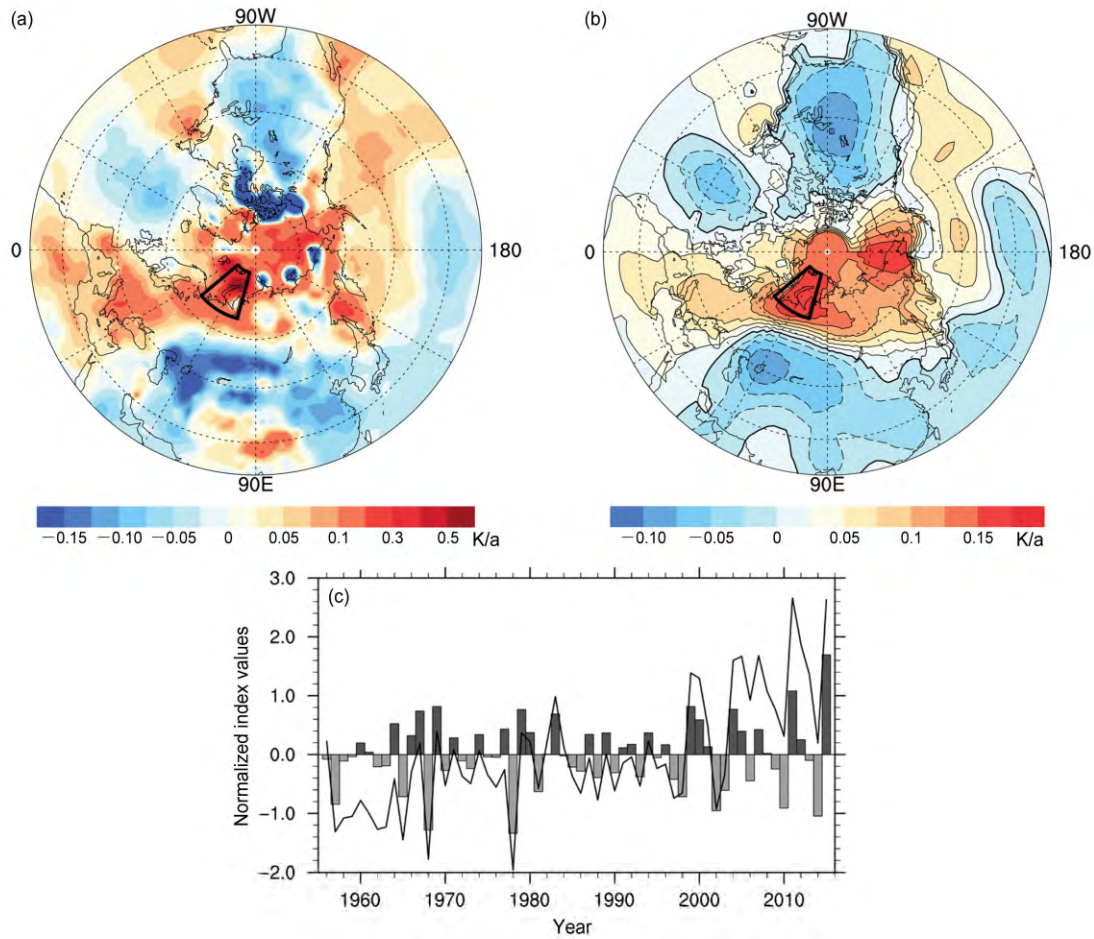 (a) 90W (b) 90W
0 180 0 180
90E 90E
−0.15 −0.10 −0.05 0 0.05 0.1 0.3 0.5 K/a −0.10 −0.05 0 0.05 0.1 0.15 K/a
(c)
3.0
2.0
1.0
0.0
−1.0
−2.0
Normalized index values
1960 1970 1980 1990 2000 2010
Year